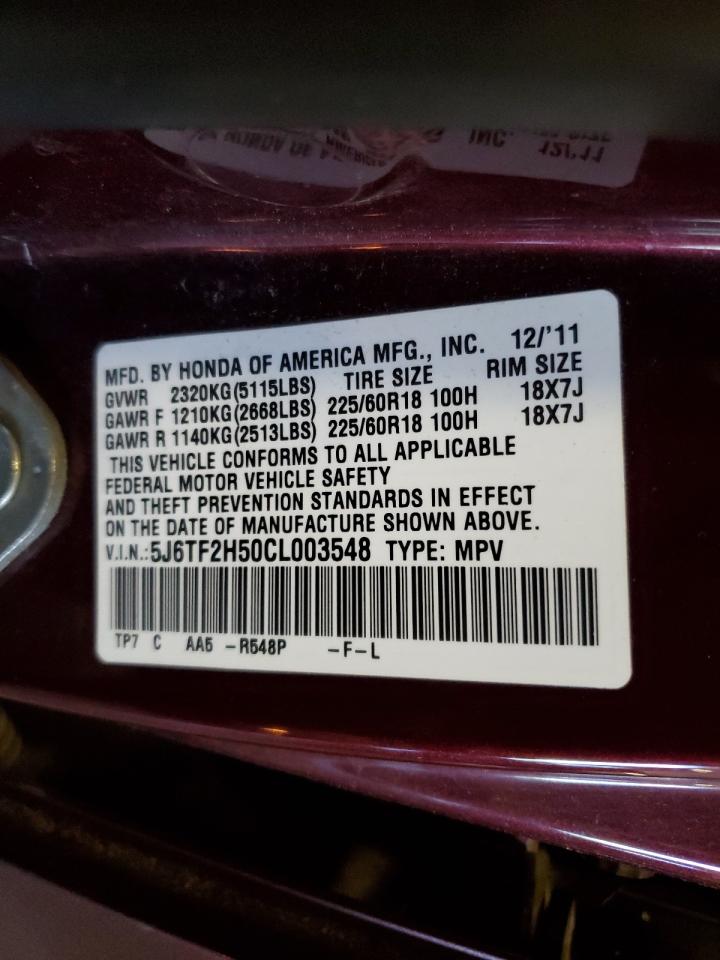 MFD. BY HONDA OF AMERICA MFG., INC. 12/'11
GVWR 2320KG(5115LBS) TIRE SIZE RIM SIZE
GAWR F 1210KG(2668LBS) 225/60R18 100H 18X7J
GAWR R 1140KG(2513LBS) 225/60R18 100H 18X7J
THIS VEHICLE CONFORMS TO ALL APPLICABLE
FEDERAL MOTOR VEHICLE SAFETY
AND THEFT PREVENTION STANDARDS IN EFFECT
ON THE DATE OF MANUFACTURE SHOWN ABOVE.
V.I.N.:5J6TF2H50CL003548 TYPE: MPV
TP7 C AA5 -R548P -F-L